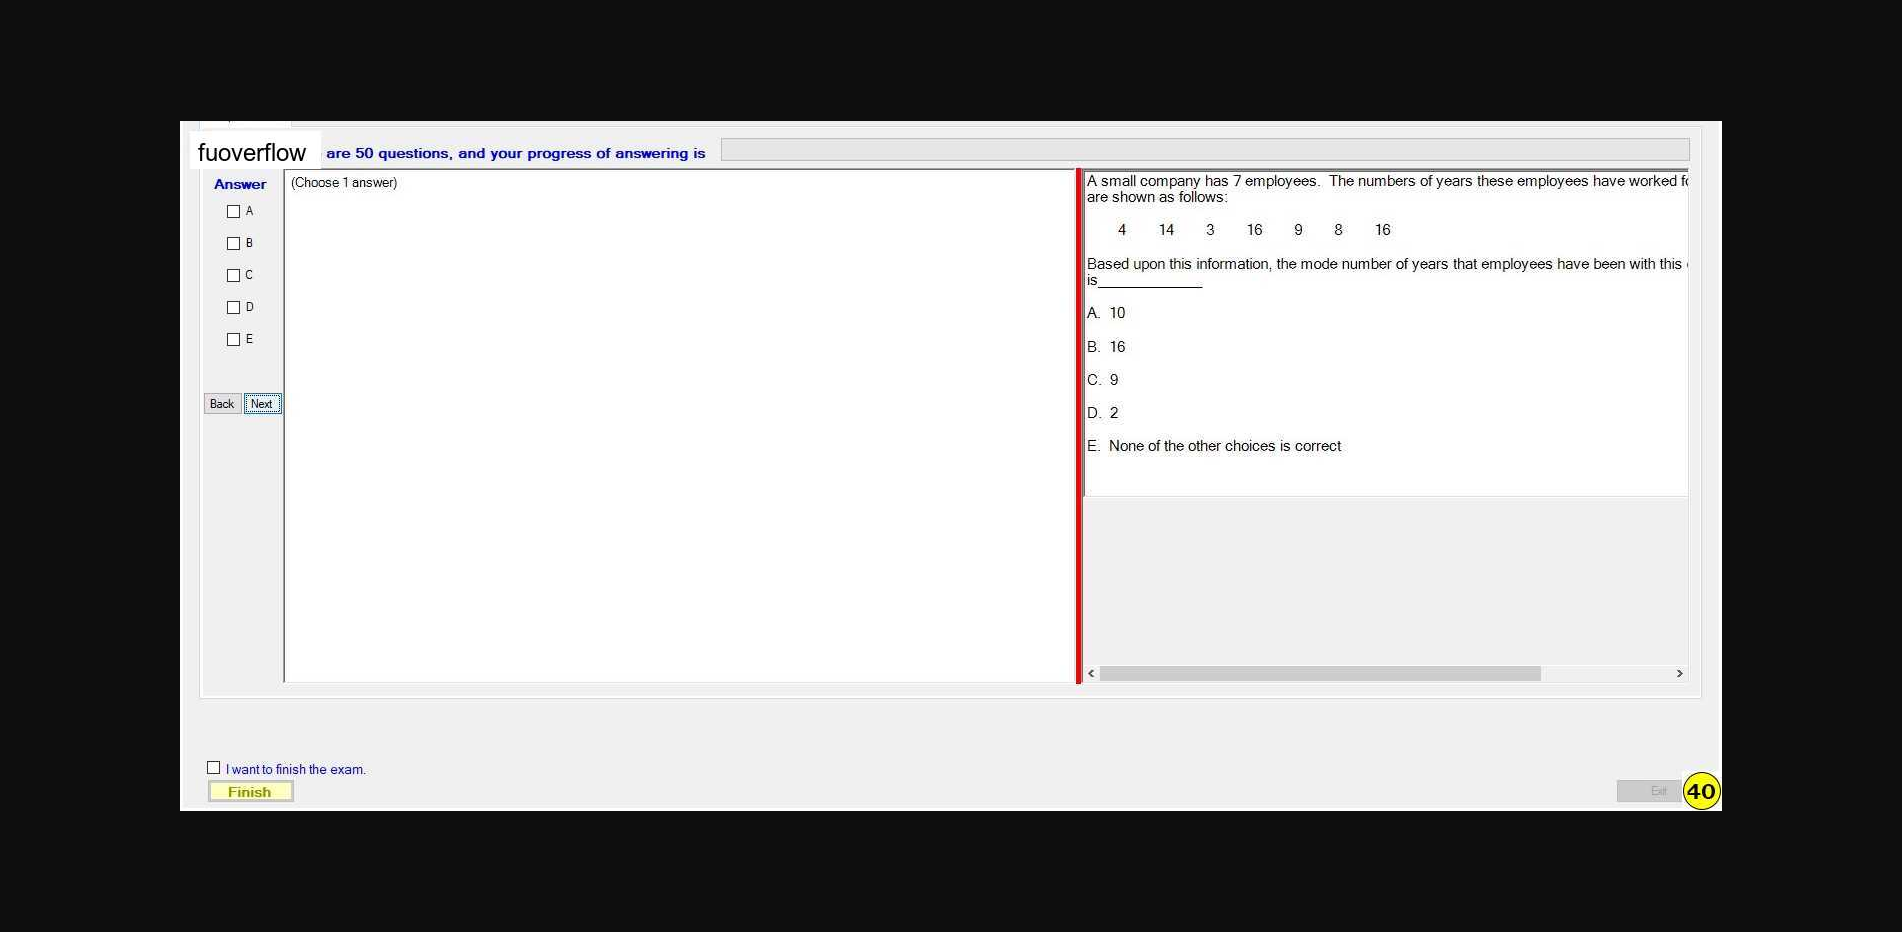 fuoverflow are 50 questions, and your progress of answering is
Answer
A
B
C
D
E
Back Next
(Choose 1 answer)
A small company has 7 employees. The numbers of years these employees have worked
are shown as follows:
4 14 3 16 9 8 16
Based upon this information, the mode number of years that employees have been with this
is_____________
A. 10
B. 16
C. 9
D. 2
E. None of the other choices is correct
I want to finish the exam.
Finish
Exit
40